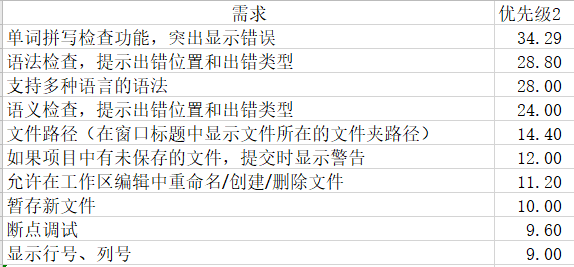 需求 优先级2
单词拼写检查功能，突出显示错误 34.29
语法检查，提示出错位置和出错类型 28.80
支持多种语言的语法 28.00
语义检查，提示出错位置和出错类型 24.00
文件路径（在窗口标题中显示文件所在的文件夹路径） 14.40
如果项目中有未保存的文件，提交时显示警告 12.00
允许在工作区编辑中重命名/创建/删除文件 11.20
暂存新文件 10.00
断点调试 9.60
显示行号、列号 9.00